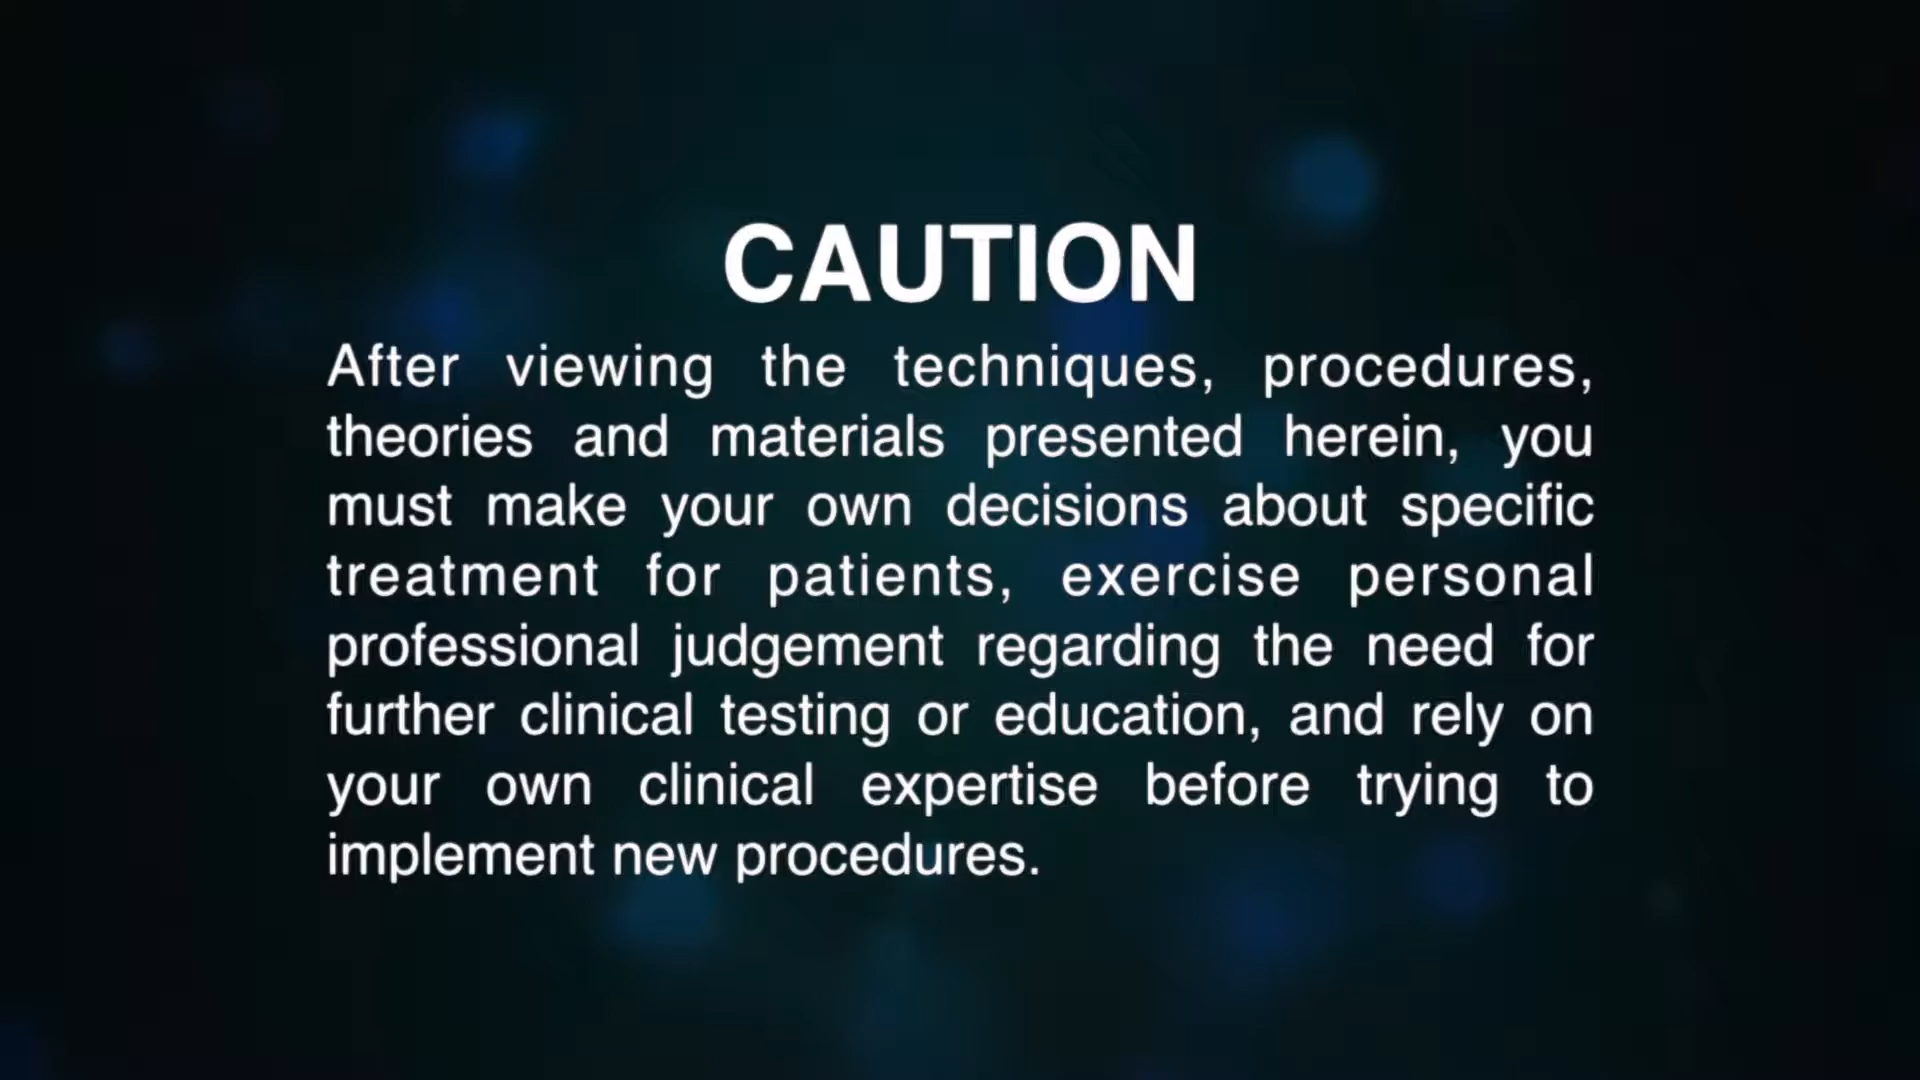 CAUTION
After viewing the techniques, procedures,
theories and materials presented herein, you
must make your own decisions about specific
treatment for patients, exercise personal
professional judgement regarding the need for
further clinical testing or education, and rely on
your own clinical expertise before trying to
implement new procedures.